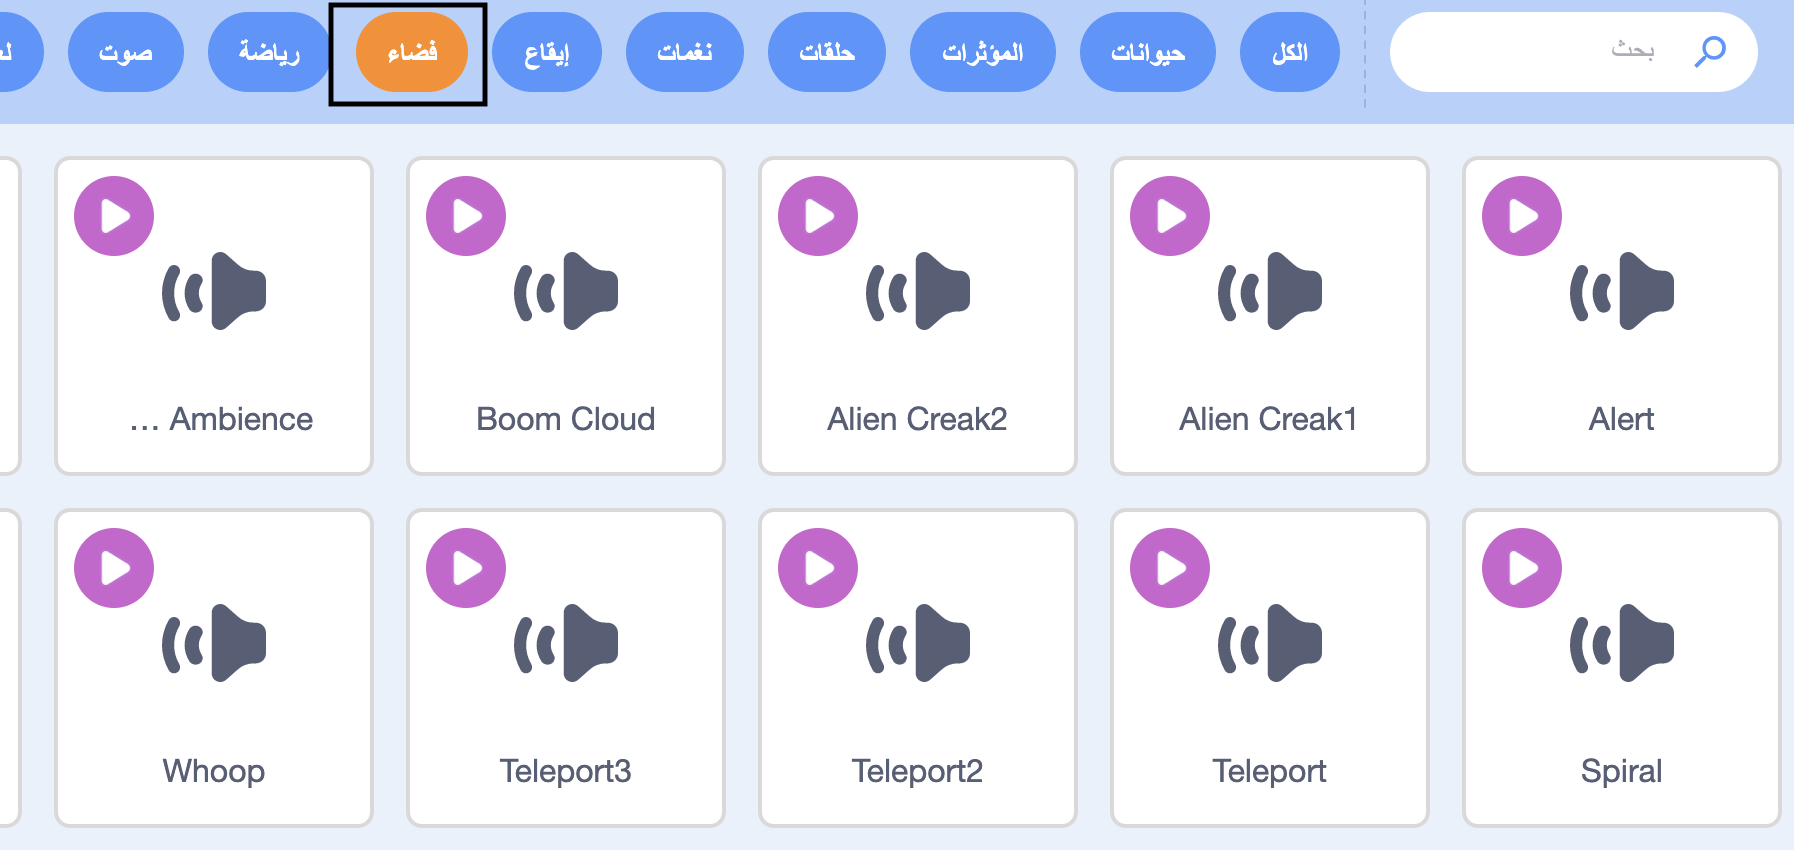 بحث
الكل
حيوانات
المؤثرات
حلقات
نغمات
إيقاع
فضاء
رياضة
صوت
Alert
Alien Creak1
Alien Creak2
Boom Cloud
Ambience ...
Spiral
Teleport
Teleport2
Teleport3
Whoop